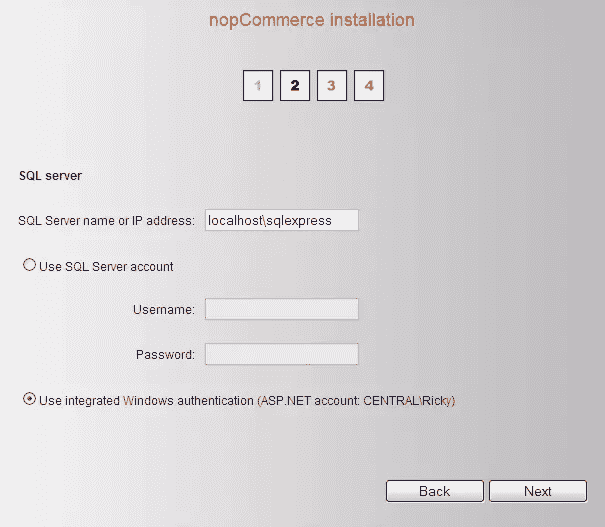 nopCommerce installation
1 2 3 4
SQL server
SQL Server name or IP address: localhost\sqlexpress
Use SQL Server account
Username:
Password:
Use integrated Windows authentication (ASP.NET account: CENTRAL\Ricky)
Back Next